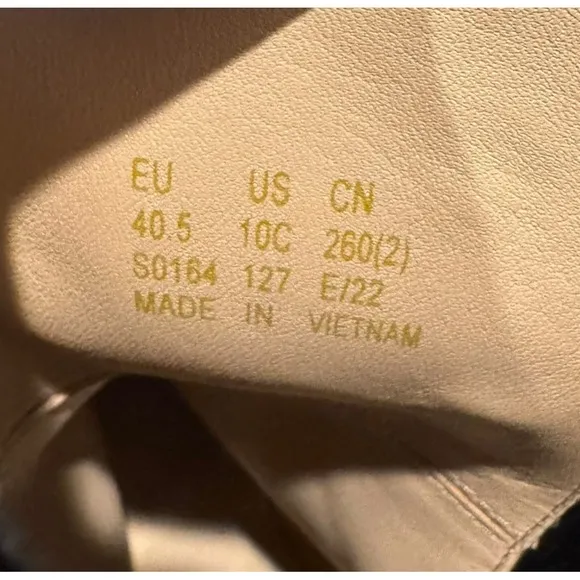 EU US CN
40.5 10C 260(2)
S0164 127 E/22
MADE IN VIETNAM